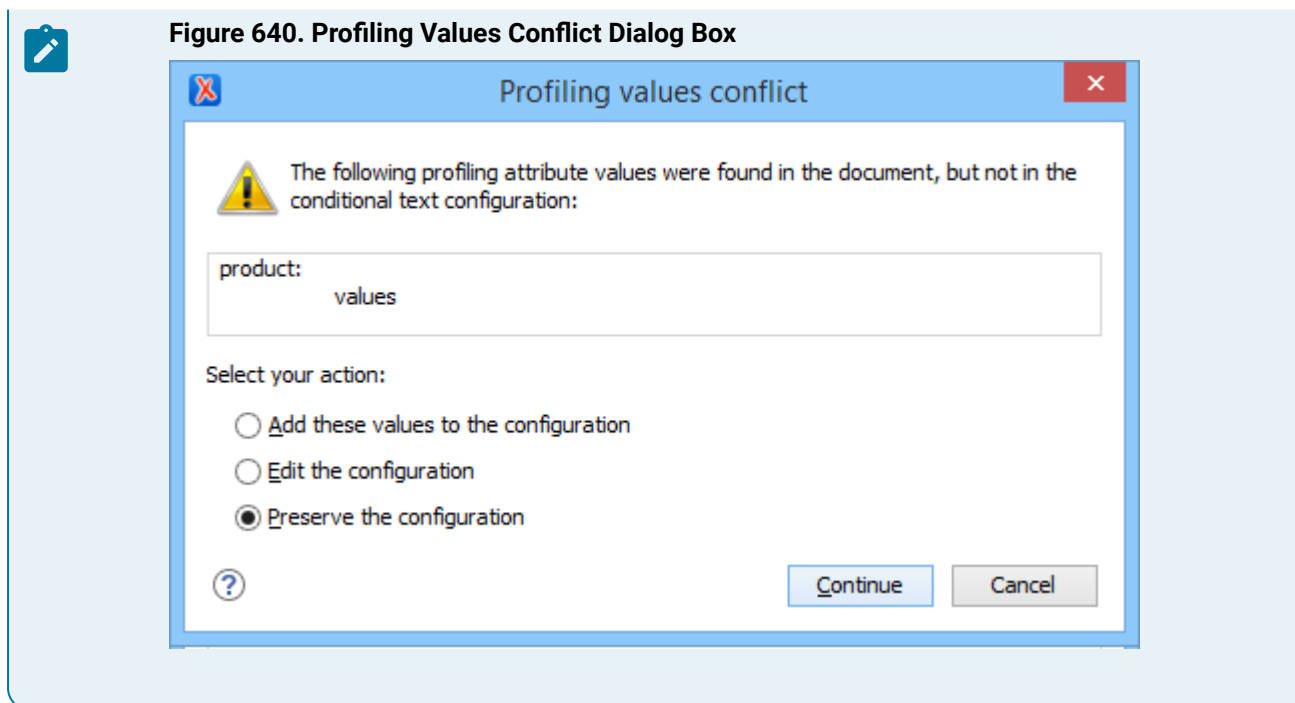 Figure 640. Profiling Values Conflict Dialog Box
Profiling values conflict
The following profiling attribute values were found in the document, but not in the
conditional text configuration:
product:
values
Select your action:
Add these values to the configuration
Edit the configuration
Preserve the configuration
Continue
Cancel